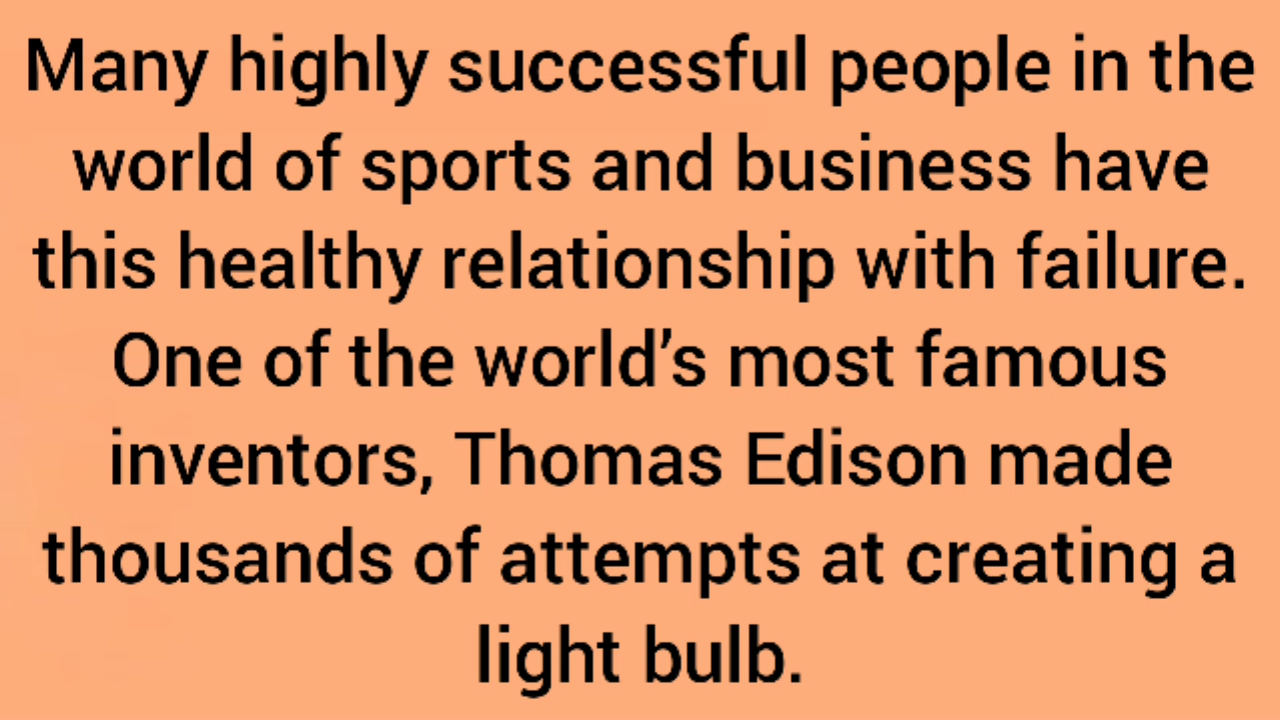 Many highly successful people in the
world of sports and business have
this healthy relationship with failure.
One of the world’s most famous
inventors, Thomas Edison made
thousands of attempts at creating a
light bulb.